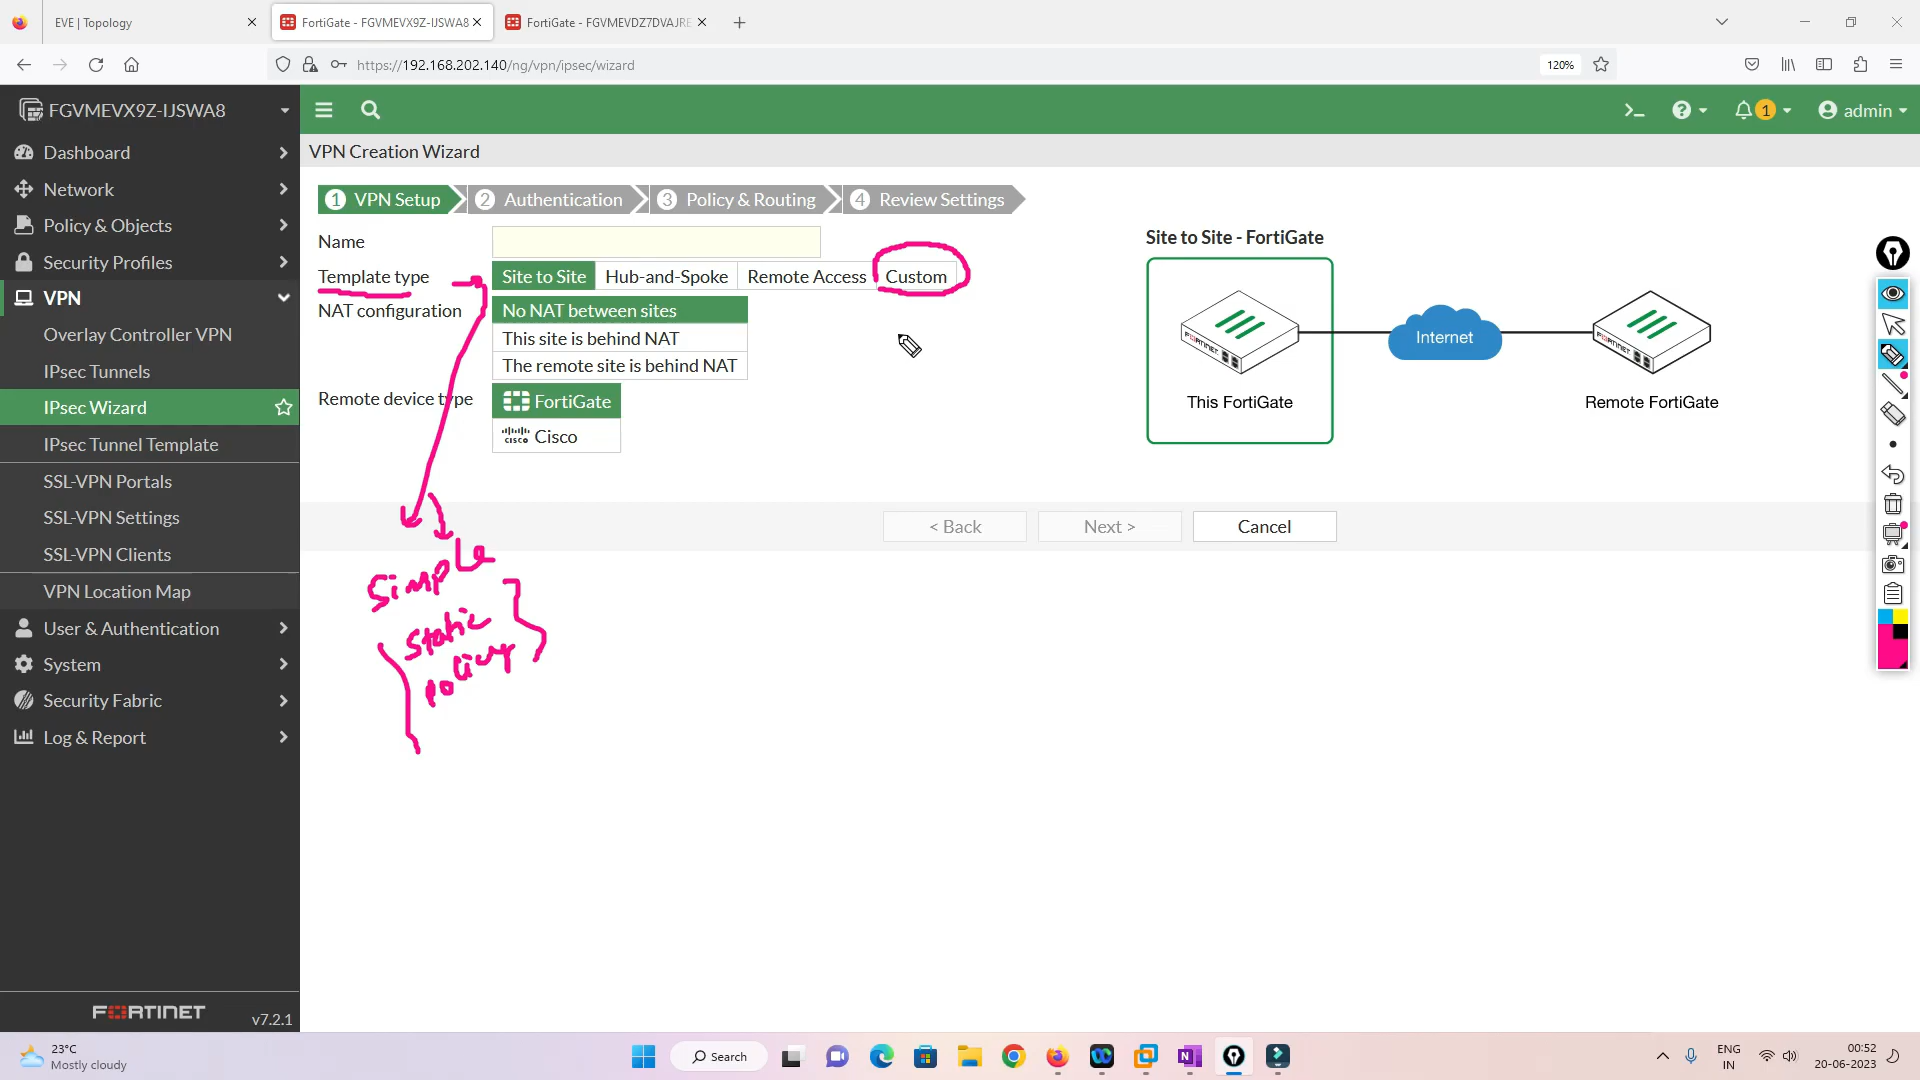 EVE | Topology
FortiGate - FGVMEVX9Z-IJSWA8
FortiGate - FGVMEVDZ7DVAJRE
https://192.168.202.140/ng/vpn/ipsec/wizard
120%
FGVMEVX9Z-IJSWA8
1
admin
Dashboard
Network
Policy & Objects
Security Profiles
VPN
Overlay Controller VPN
IPsec Tunnels
IPsec Wizard
IPsec Tunnel Template
SSL-VPN Portals
SSL-VPN Settings
SSL-VPN Clients
VPN Location Map
User & Authentication
System
Security Fabric
Log & Report
FORTINET
v7.2.1
VPN Creation Wizard
1 VPN Setup
2 Authentication
3 Policy & Routing
4 Review Settings
Name
Template type
Site to Site
Hub-and-Spoke
Remote Access
Custom
NAT configuration
No NAT between sites
This site is behind NAT
The remote site is behind NAT
Remote device type
FortiGate
CISCO Cisco
Site to Site - FortiGate
FORTINET
Internet
FORTINET
This FortiGate
Remote FortiGate
< Back
Next >
Cancel
Simple
Static
policy
23°C
Mostly cloudy
Search
ENG
IN
00:52
20-06-2023